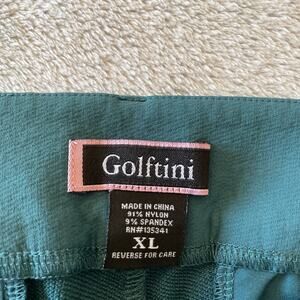 Golftini
MADE IN CHINA
91% NYLON
9% SPANDEX
RN#135341
XL
REVERSE FOR CARE